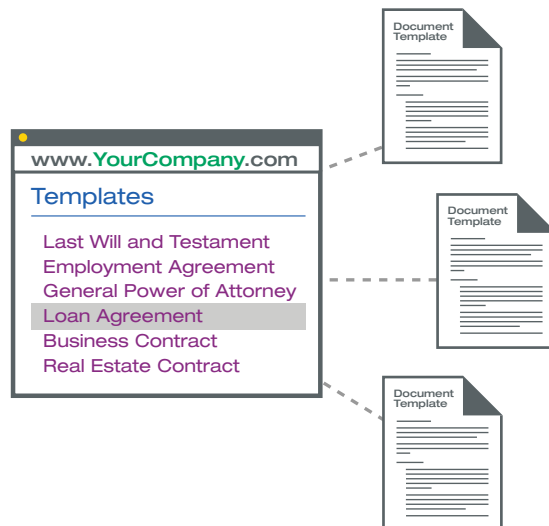 Document
Template
www.YourCompany.com
Templates
Last Will and Testament
Employment Agreement
General Power of Attorney
Loan Agreement
Business Contract
Real Estate Contract
Document
Template
Document
Template